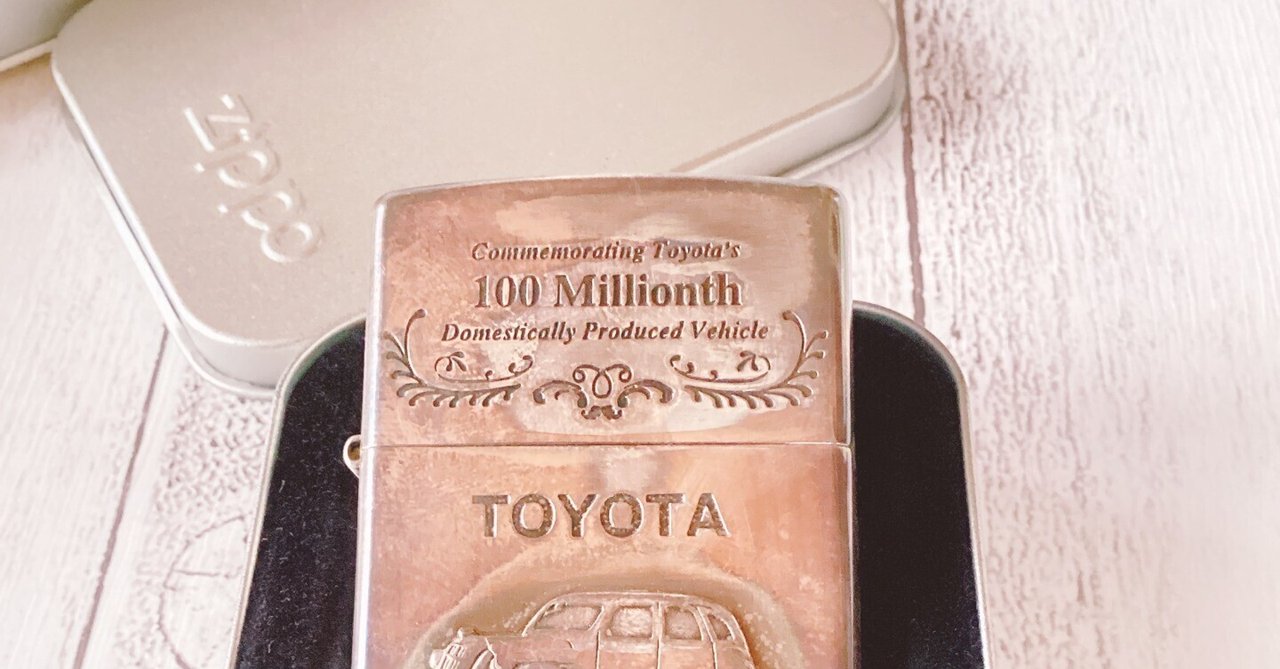 Zippo
Commemorating Toyota's
100 Millionth
Domestically Produced Vehicle
TOYOTA